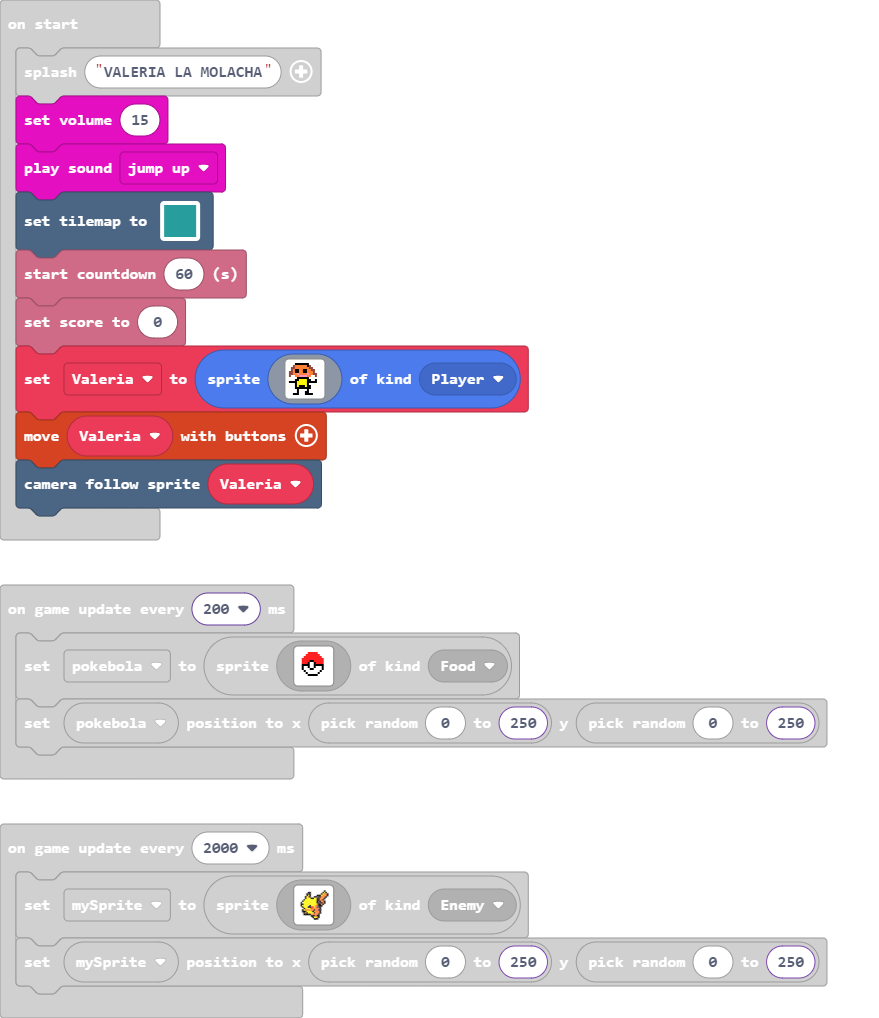 on start
splash "VALERIA LA MOLACHA"
set volume 15
play sound jump up
set tilemap to
start countdown 60 (s)
set score to 0
set Valeria to sprite of kind Player
move Valeria with buttons
camera follow sprite Valeria
on game update every 200 ms
set pokebola to sprite of kind Food
set pokebola position to x pick random 0 to 250 y pick random 0 to 250
on game update every 2000 ms
set mySprite to sprite of kind Enemy
set mySprite position to x pick random 0 to 250 y pick random 0 to 250